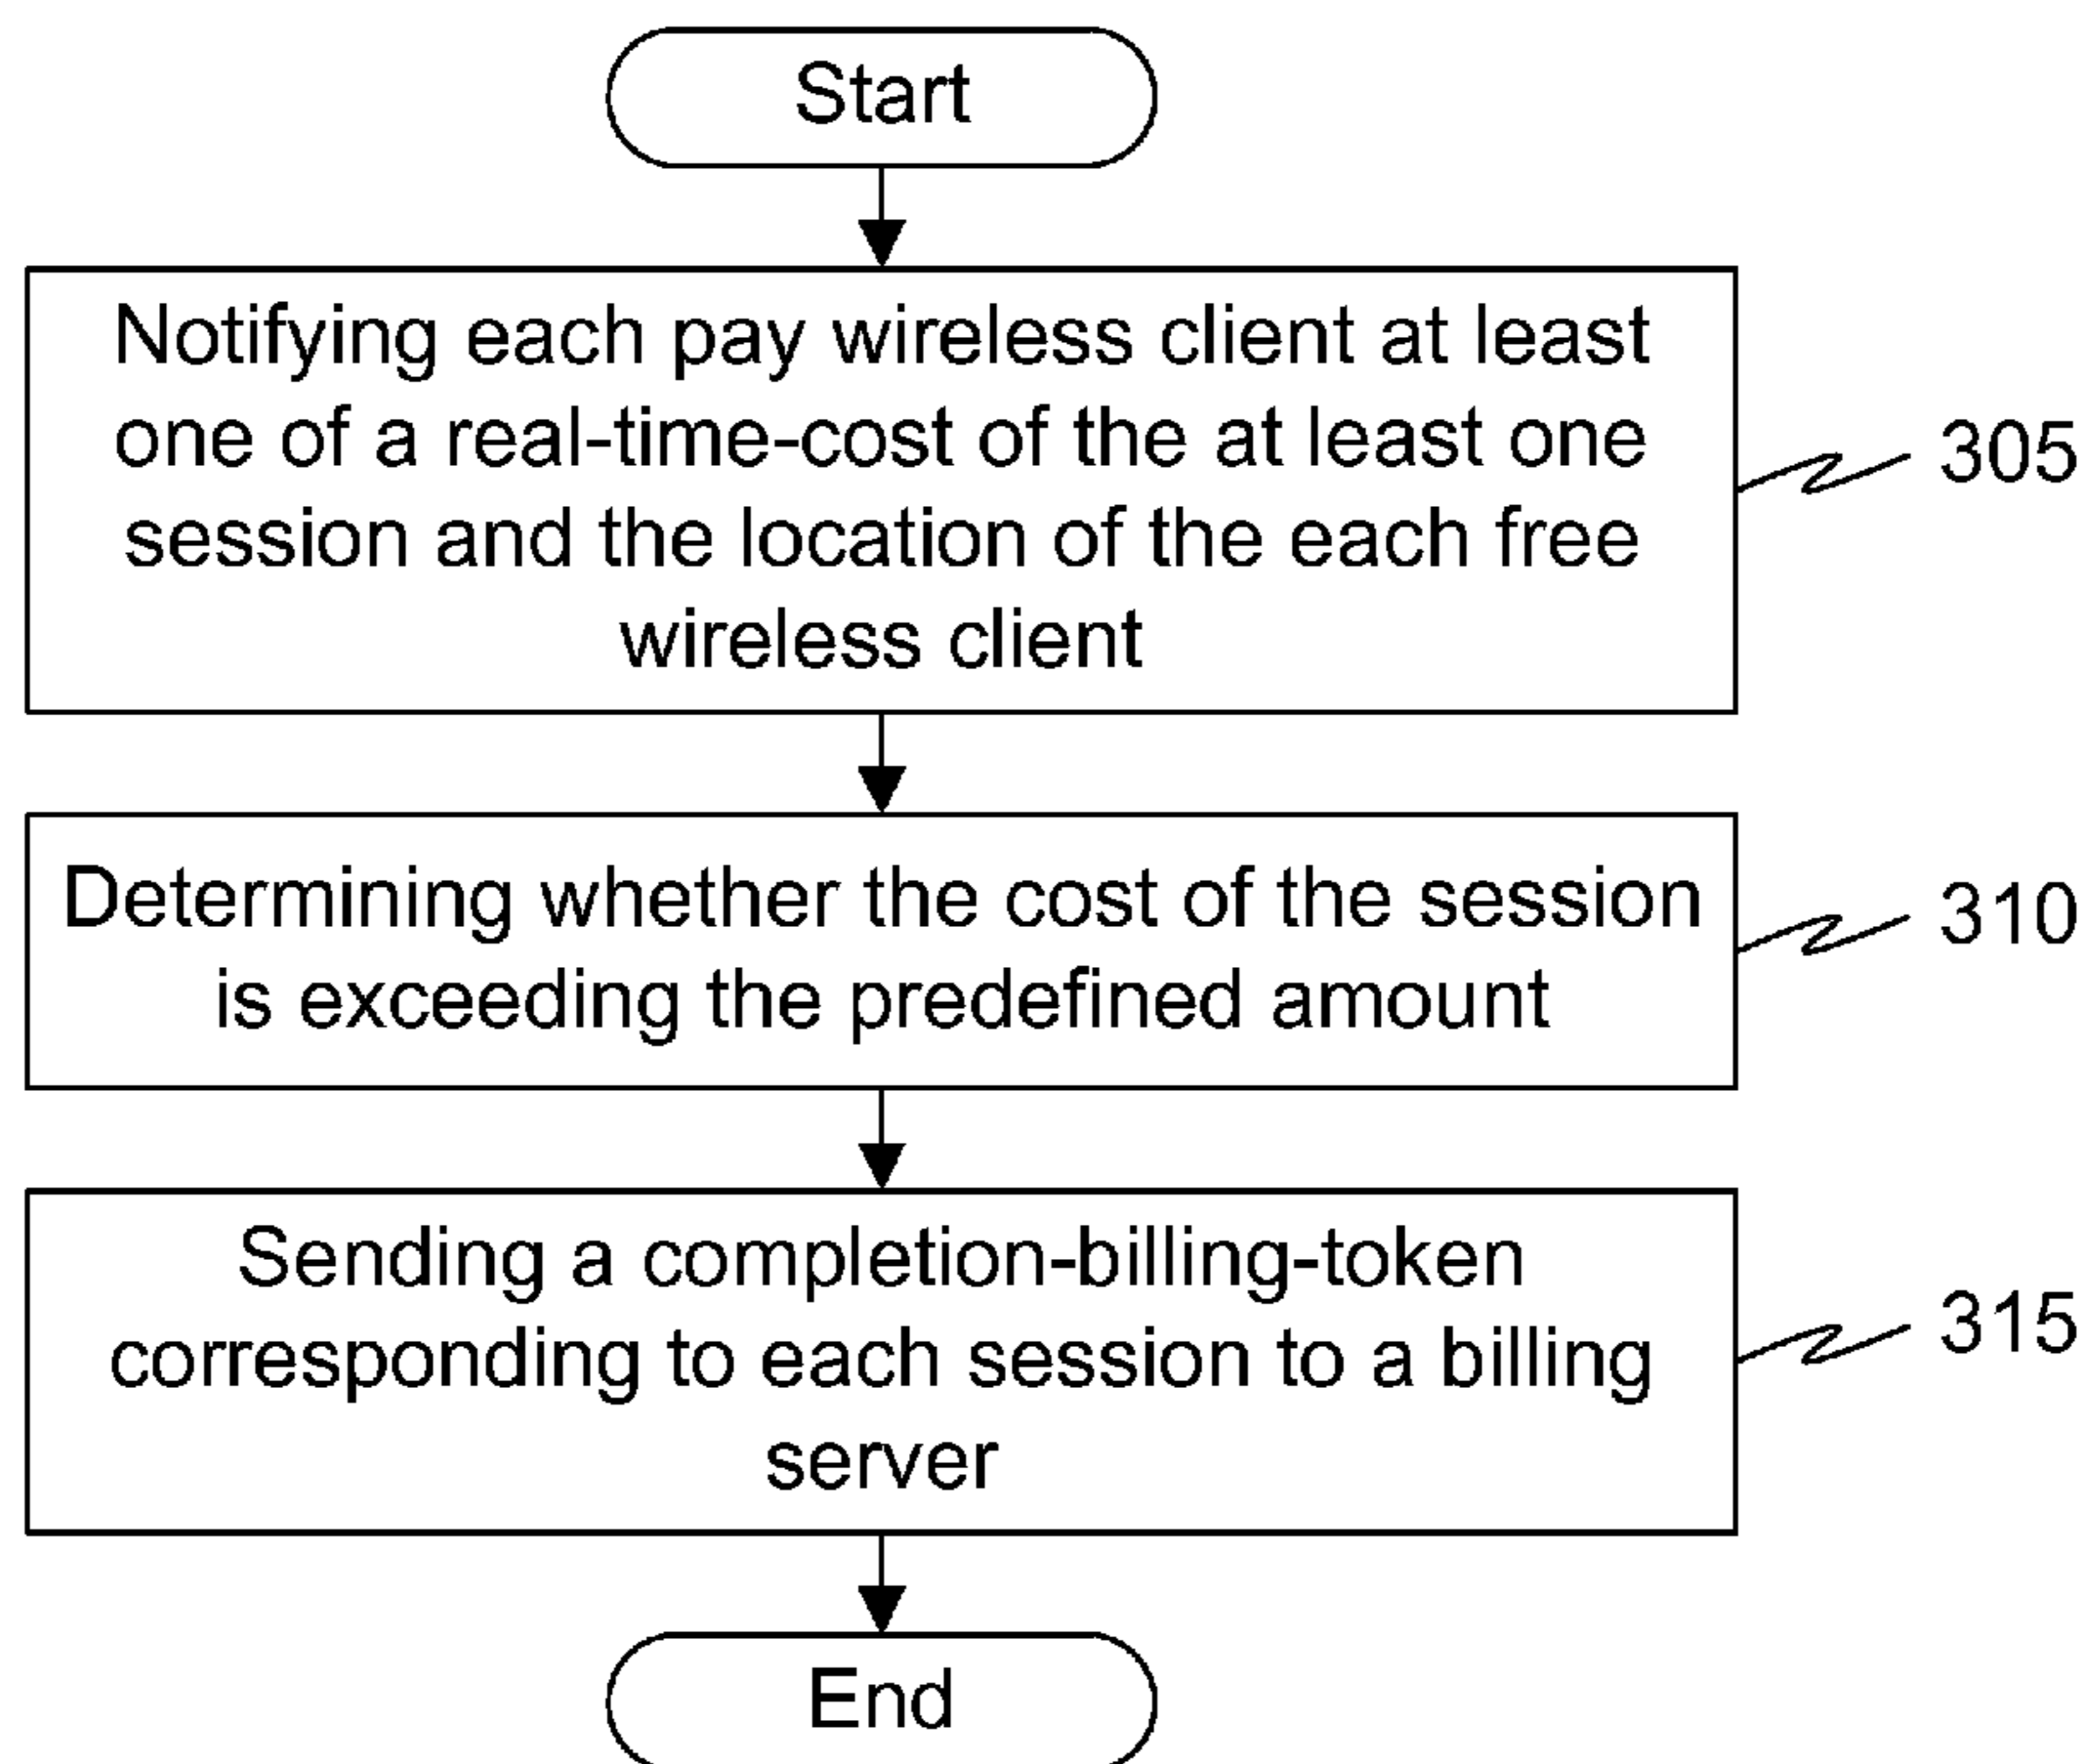 Start
Notifying each pay wireless client at least
one of a real-time-cost of the at least one
session and the location of the each free
wireless client
305
Determining whether the cost of the session
is exceeding the predefined amount
310
Sending a completion-billing-token
corresponding to each session to a billing
server
315
End